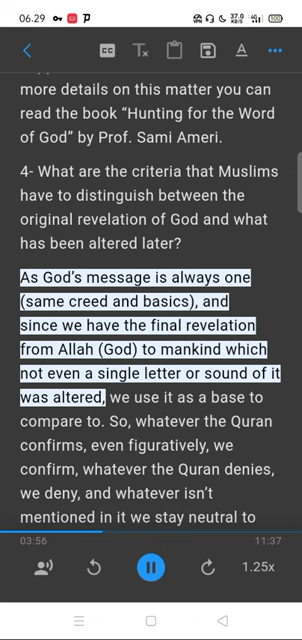 06.29
37.0
KB/S
4G
CC
more details on this matter you can
read the book “Hunting for the Word
of God” by Prof. Sami Ameri.
4- What are the criteria that Muslims
have to distinguish between the
original revelation of God and what
has been altered later?
As God’s message is always one
(same creed and basics), and
since we have the final revelation
from Allah (God) to mankind which
not even a single letter or sound of it
was altered, we use it as a base to
compare to. So, whatever the Quran
confirms, even figuratively, we
confirm, whatever the Quran denies,
we deny, and whatever isn’t
mentioned in it we stay neutral to
03:56
11:37
1.25x